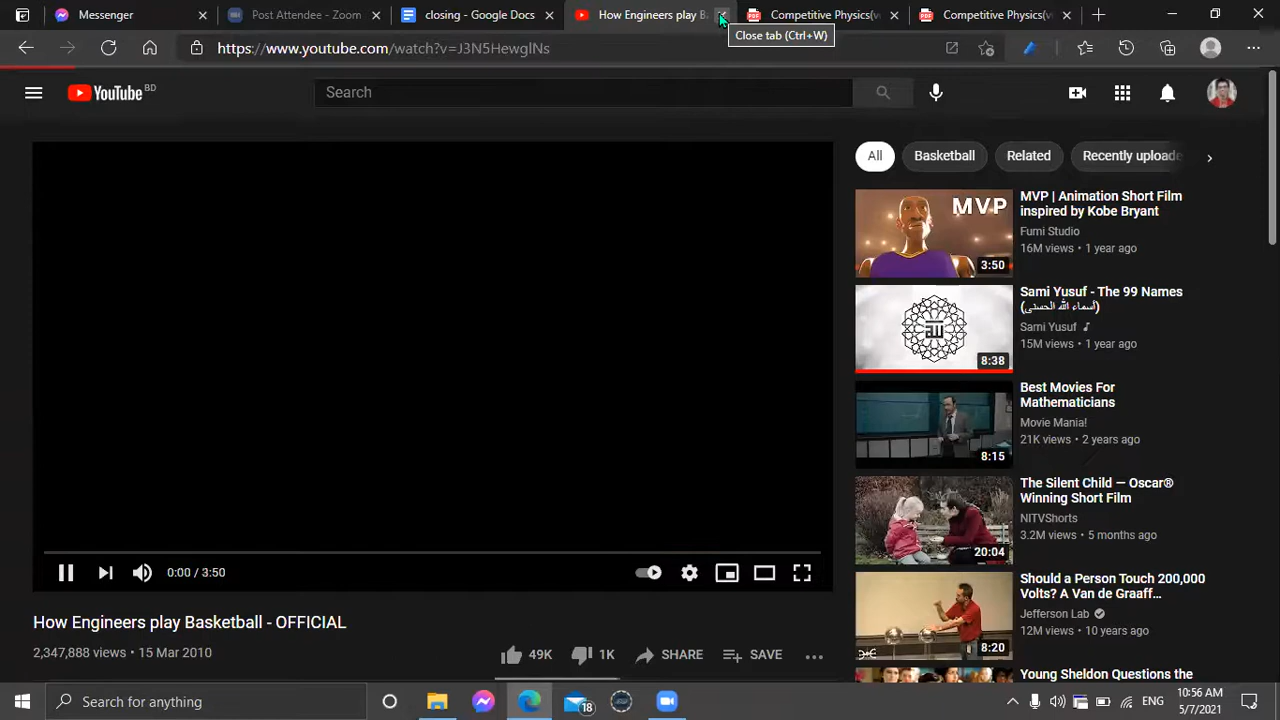 Messenger
Post Attendee - Zoom
closing - Google Docs
How Engineers play B
Competitive Physics(v
Competitive Physics(v
Close tab (Ctrl+W)
https://www.youtube.com/watch?v=J3N5HewglNs
YouTube BD
Search
All
Basketball
Related
Recently uploade
MVP
3:50
MVP | Animation Short Film
inspired by Kobe Bryant
Fumi Studio
16M views • 1 year ago
8:38
Sami Yusuf - The 99 Names
(أسماء الله الحسنى)
Sami Yusuf
15M views • 1 year ago
8:15
Best Movies For
Mathematicians
Movie Mania!
21K views • 2 years ago
20:04
The Silent Child — Oscar®
Winning Short Film
NITVShorts
3.2M views • 5 months ago
8:20
Should a Person Touch 200,000
Volts? A Van de Graaff...
Jefferson Lab
12M views • 10 years ago
Young Sheldon Questions the
0:00 / 3:50
How Engineers play Basketball - OFFICIAL
2,347,888 views • 15 Mar 2010
49K
1K
SHARE
SAVE
Search for anything
18
ENG
10:56 AM
5/7/2021